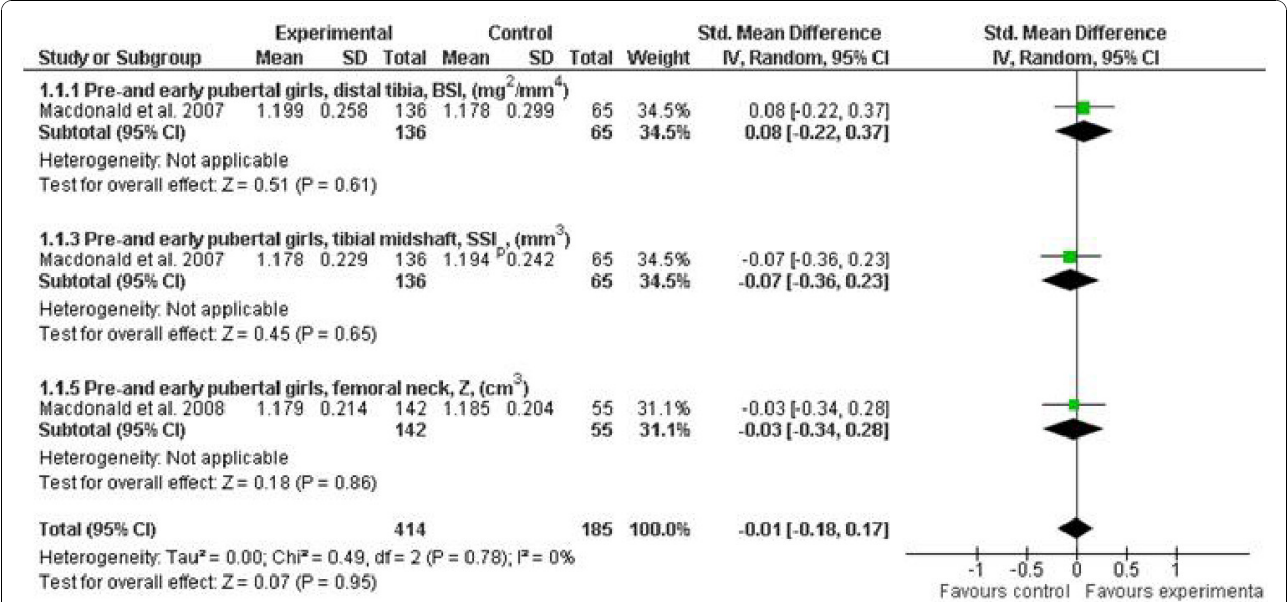 Experimental Control Std. Mean Difference Std. Mean Difference
Study or Subgroup Mean SD Total Mean SD Total Weight IV, Random, 95% CI IV, Random, 95% CI
1.1.1 Pre-and early pubertal girls, distal tibia, BSI, (mg²/mm⁴)
Macdonald et al. 2007 1.199 0.258 136 1.178 0.299 65 34.5% 0.08 [-0.22, 0.37]
Subtotal (95% CI) 136 65 34.5% 0.08 [-0.22, 0.37]
Heterogeneity: Not applicable
Test for overall effect: Z = 0.51 (P = 0.61)
1.1.3 Pre-and early pubertal girls, tibial midshaft, SSIp, (mm³)
Macdonald et al. 2007 1.178 0.229 136 1.194 0.242 65 34.5% -0.07 [-0.36, 0.23]
Subtotal (95% CI) 136 65 34.5% -0.07 [-0.36, 0.23]
Heterogeneity: Not applicable
Test for overall effect: Z = 0.45 (P = 0.65)
1.1.5 Pre-and early pubertal girls, femoral neck, Z, (cm³)
Macdonald et al. 2008 1.179 0.214 142 1.185 0.204 55 31.1% -0.03 [-0.34, 0.28]
Subtotal (95% CI) 142 55 31.1% -0.03 [-0.34, 0.28]
Heterogeneity: Not applicable
Test for overall effect: Z = 0.18 (P = 0.86)
Total (95% CI) 414 185 100.0% -0.01 [-0.18, 0.17]
Heterogeneity: Tau² = 0.00; Chi² = 0.49, df = 2 (P = 0.78); I² = 0%
Test for overall effect: Z = 0.07 (P = 0.95)
-1 -0.5 0 0.5 1
Favours control Favours experimenta